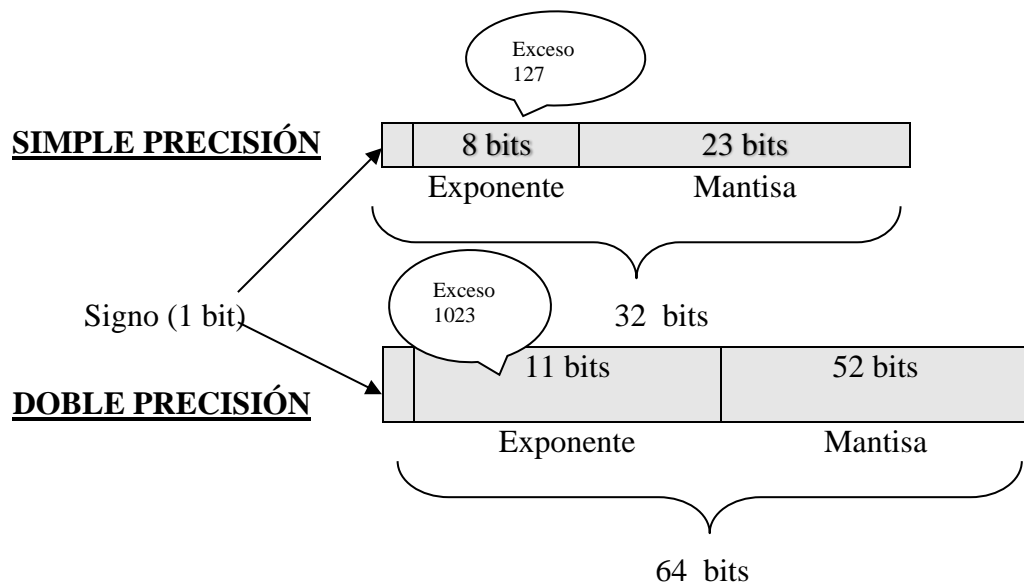 Exceso
127
SIMPLE PRECISIÓN
8 bits
23 bits
Exponente
Mantisa
Signo (1 bit)
32 bits
Exceso
1023
11 bits
52 bits
DOBLE PRECISIÓN
Exponente
Mantisa
64 bits